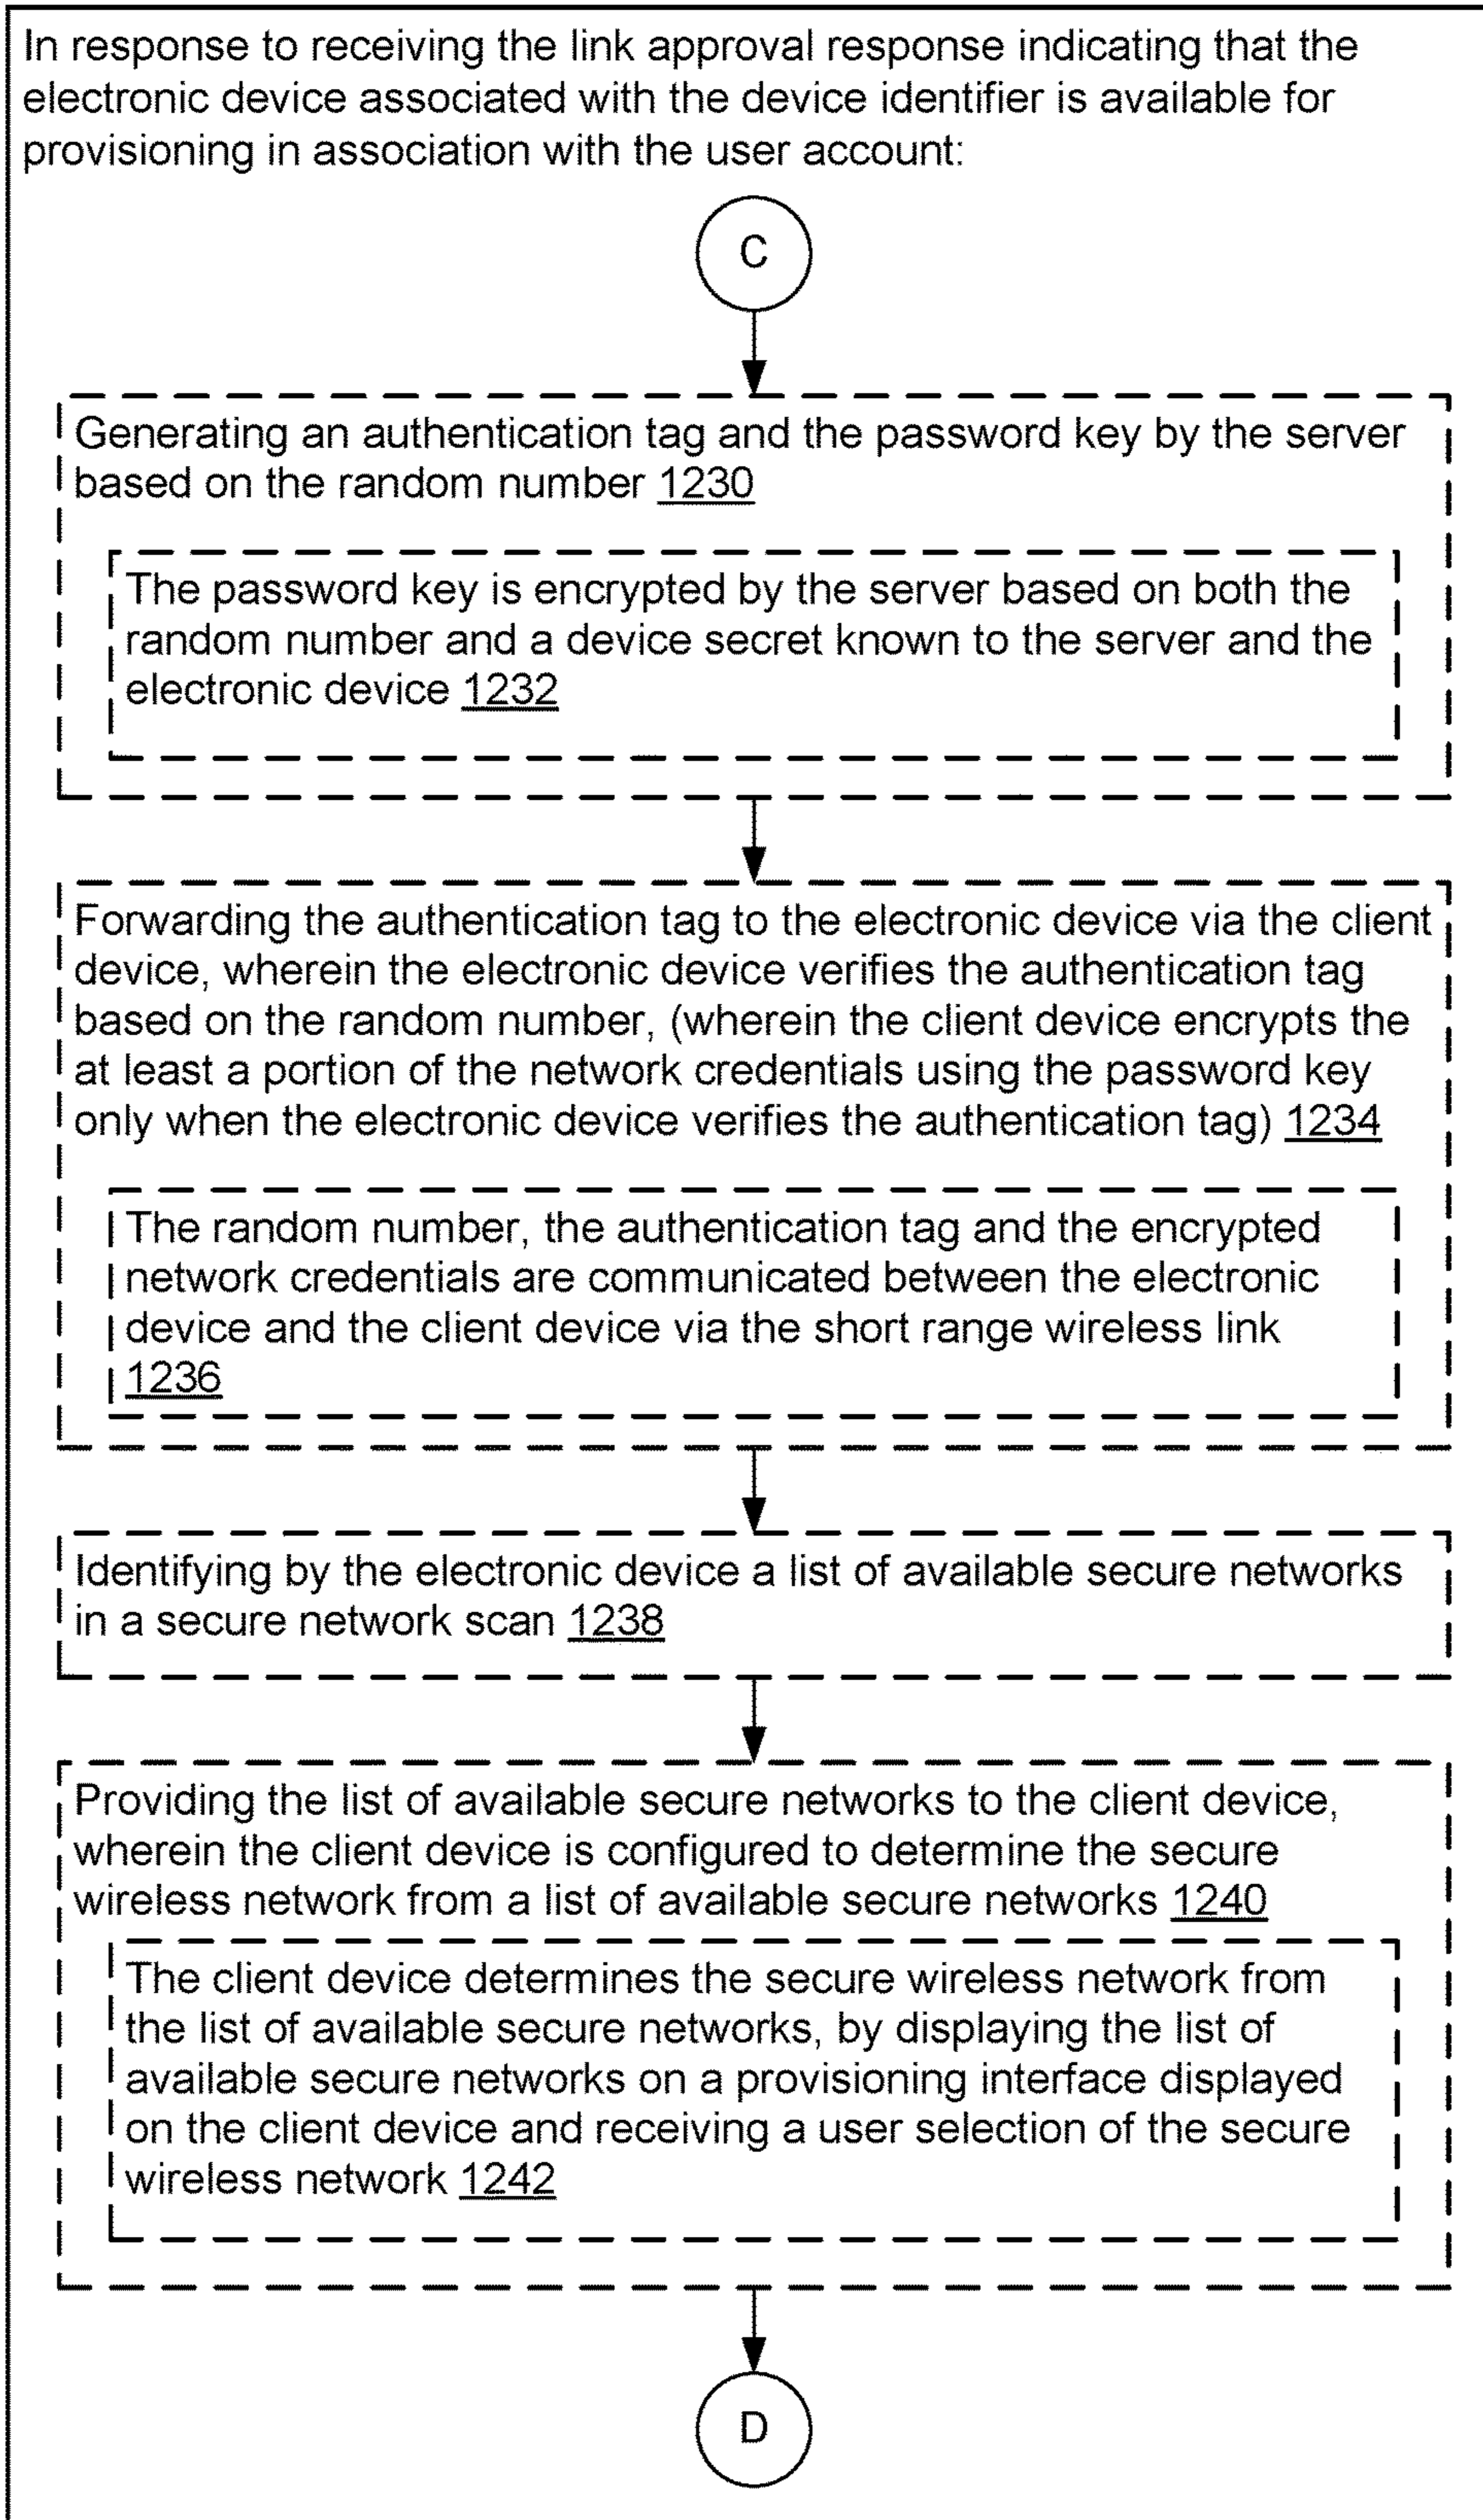 In response to receiving the link approval response indicating that the
electronic device associated with the device identifier is available for
provisioning in association with the user account:
C
Generating an authentication tag and the password key by the server
based on the random number 1230
The password key is encrypted by the server based on both the
random number and a device secret known to the server and the
electronic device 1232
Forwarding the authentication tag to the electronic device via the client
device, wherein the electronic device verifies the authentication tag
based on the random number, (wherein the client device encrypts the
at least a portion of the network credentials using the password key
only when the electronic device verifies the authentication tag) 1234
The random number, the authentication tag and the encrypted
network credentials are communicated between the electronic
device and the client device via the short range wireless link
1236
Identifying by the electronic device a list of available secure networks
in a secure network scan 1238
Providing the list of available secure networks to the client device,
wherein the client device is configured to determine the secure
wireless network from a list of available secure networks 1240
The client device determines the secure wireless network from
the list of available secure networks, by displaying the list of
available secure networks on a provisioning interface displayed
on the client device and receiving a user selection of the secure
wireless network 1242
D